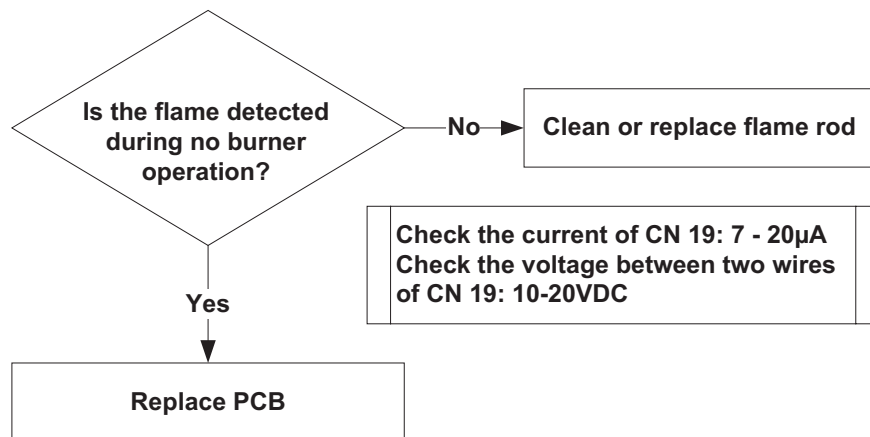 Is the flame detected
during no burner
operation?
No
Clean or replace flame rod
Check the current of CN 19: 7 - 20µA
Check the voltage between two wires
of CN 19: 10-20VDC
Yes
Replace PCB